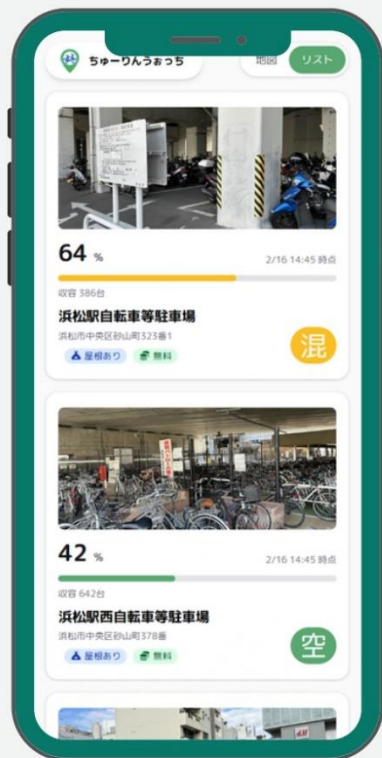 ちゅーりんうぉっち
地図
リスト
64 %
2/16 14:45 時点
収容 386台
浜松駅自転車等駐車場
浜松市中央区砂山町323番1
屋根あり
無料
混
42 %
2/16 14:45 時点
収容 642台
浜松駅西自転車等駐車場
浜松市中央区砂山町378番
屋根あり
無料
空